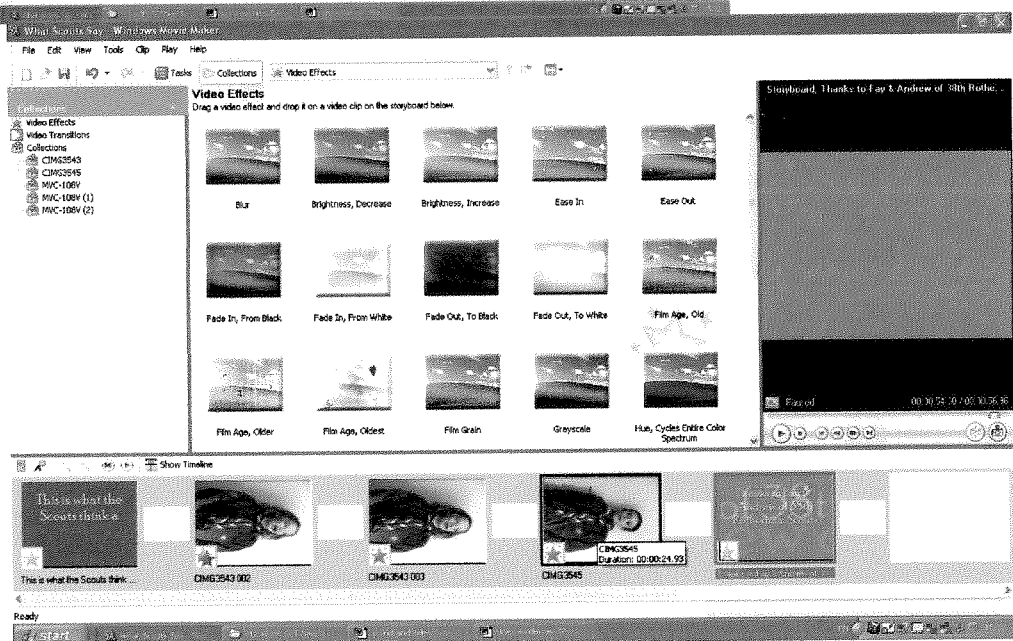 What Scouts Say - Windows Movie Maker
File Edit View Tools Clip Play Help
Tasks Collections Video Effects
Collections
Video Effects
Video Transitions
Collections
CIMG3543
CIMG3545
MVC-108V
MVC-108V (1)
MVC-108V (2)
Video Effects
Drag a video effect and drop it on a video clip on the storyboard below.
Blur
Brightness, Decrease
Brightness, Increase
Ease In
Ease Out
Fade In, From Black
Fade In, From White
Fade Out, To Black
Fade Out, To White
Film Age, Old
Film Age, Older
Film Age, Oldest
Film Grain
Grayscale
Hue, Cycles Entire Color
Spectrum
Storyboard, Thanks to Fay & Andrew of 38th Rothe...
Paused
Show Timeline
This is what the
Scouts think a
This is what the Scouts think ...
CIMG3543 002
CIMG3543 003
CIMG3545
CIMG3545
Duration: 00:00:24.93
Ready
start